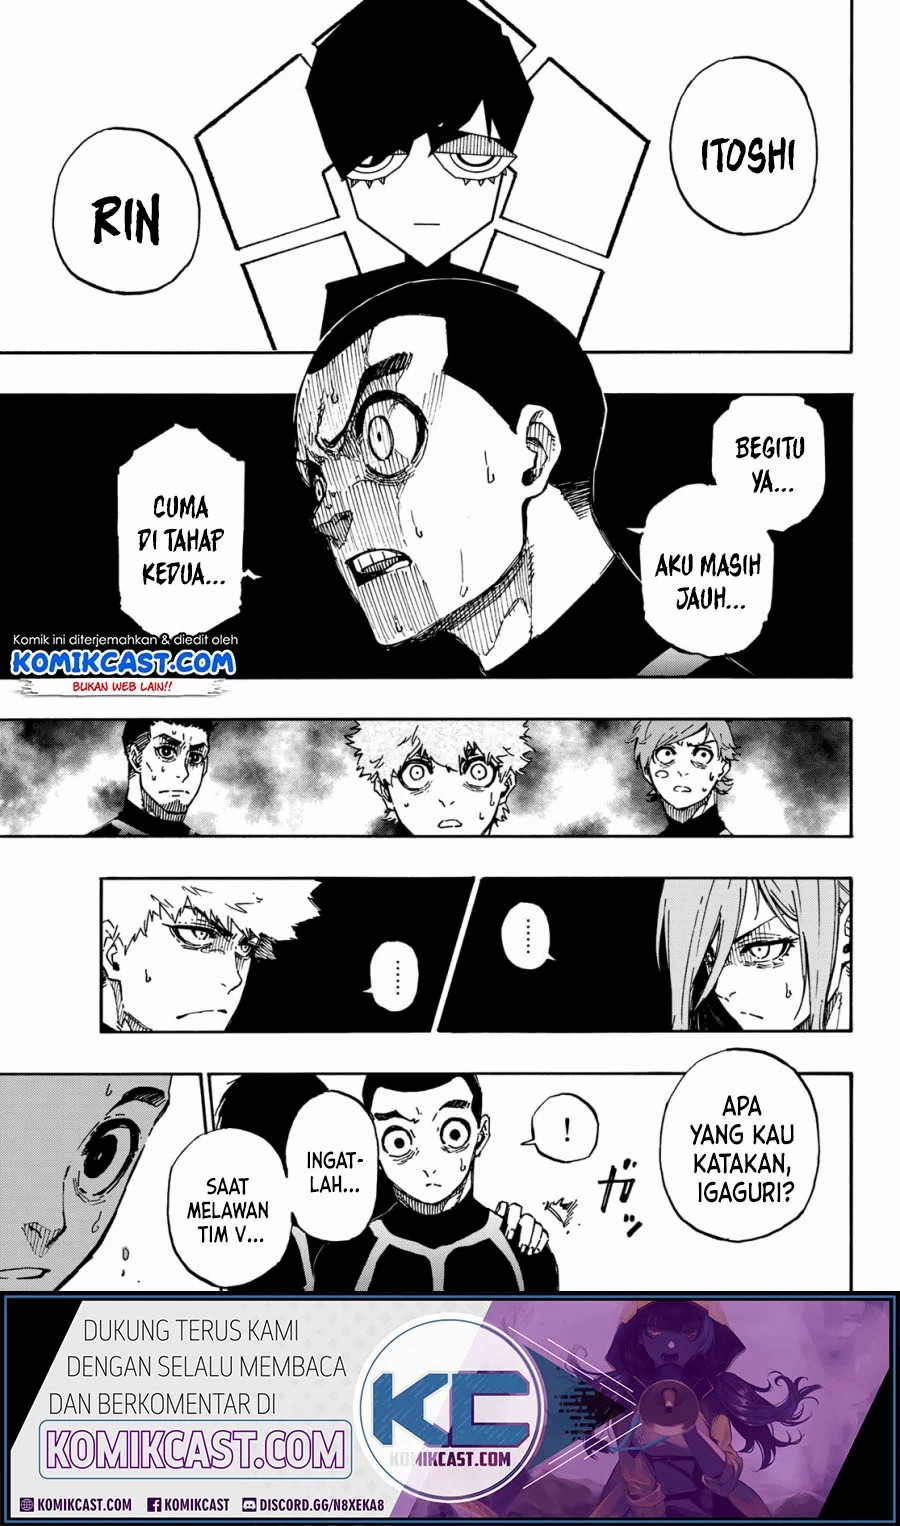 ITOSHI
RIN
BEGITU
YA...
AKU MASIH
JAUH...
CUMA
DI TAHAP
KEDUA...
Komik ini diterjemahkan & diedit oleh
KOMIKCAST.COM
BUKAN WEB LAIN!!
..........
..........
APA
YANG KAU
KATAKAN,
IGAGURI?
!
ガッ
INGAT-
LAH...
SAAT
MELAWAN
TIM V...
DUKUNG TERUS KAMI
DENGAN SELALU MEMBACA
DAN BERKOMENTAR DI
KOMIKCAST.COM
KC
KOMIKCAST.COM
KOMIKCAST.COM
KOMIKCAST
DISCORD.GG/N8XEKA8